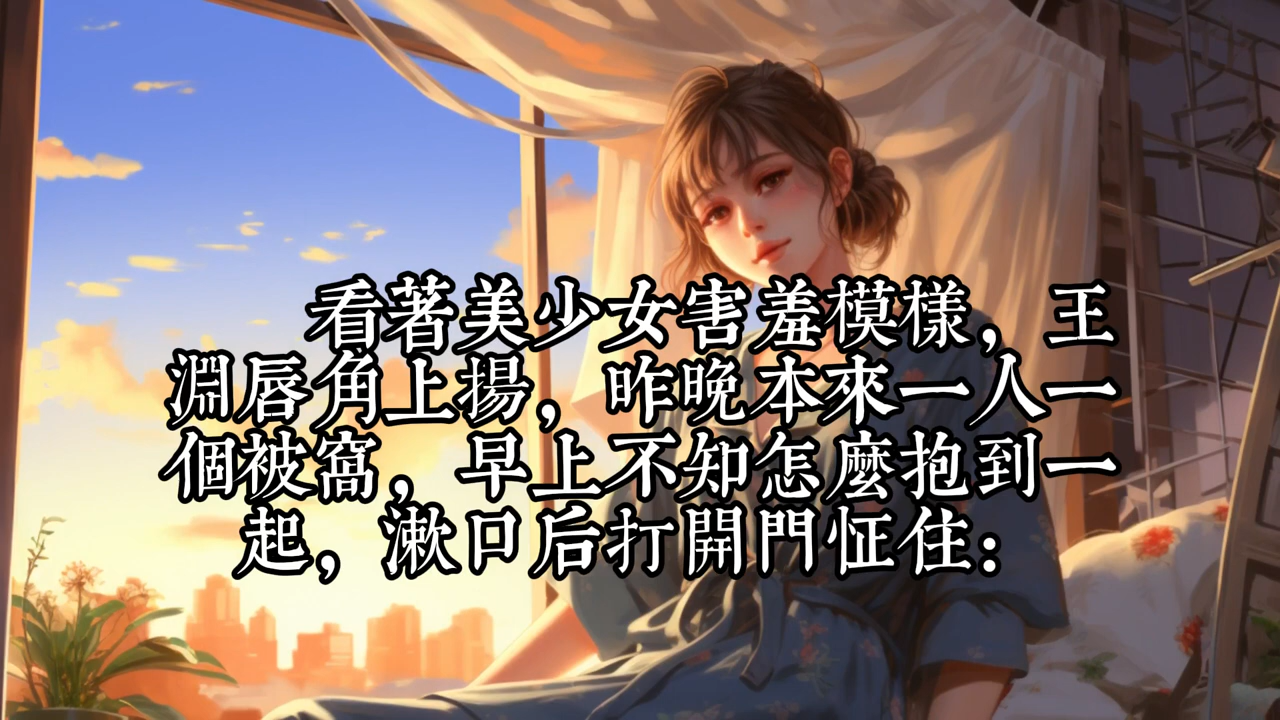 看著美少女害羞模樣，王
淵唇角上揚，昨晚本來一人一
個被窩，早上不知怎麼抱到一
起，漱口后打開門怔住：